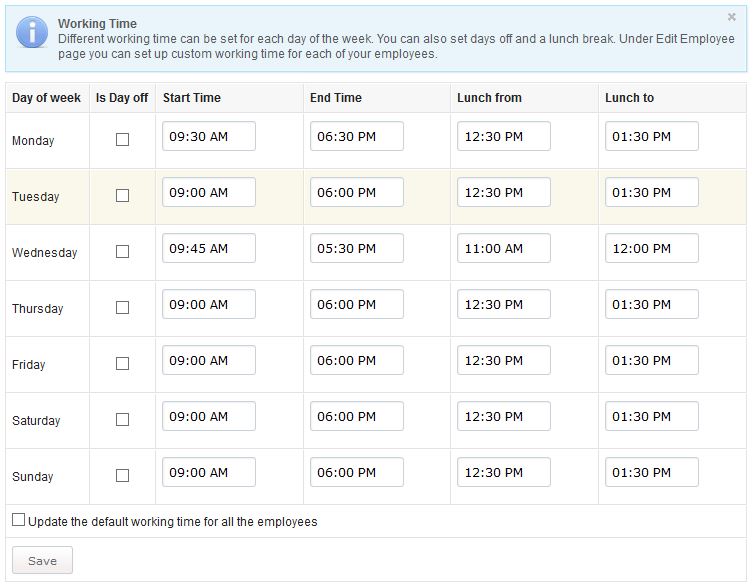 Working Time
Different working time can be set for each day of the week. You can also set days off and a lunch break. Under Edit Employee
page you can set up custom working time for each of your employees.
Day of week Is Day off Start Time End Time Lunch from Lunch to
Monday 09:30 AM 06:30 PM 12:30 PM 01:30 PM
Tuesday 09:00 AM 06:00 PM 12:30 PM 01:30 PM
Wednesday 09:45 AM 05:30 PM 11:00 AM 12:00 PM
Thursday 09:00 AM 06:00 PM 12:30 PM 01:30 PM
Friday 09:00 AM 06:00 PM 12:30 PM 01:30 PM
Saturday 09:00 AM 06:00 PM 12:30 PM 01:30 PM
Sunday 09:00 AM 06:00 PM 12:30 PM 01:30 PM
Update the default working time for all the employees
Save